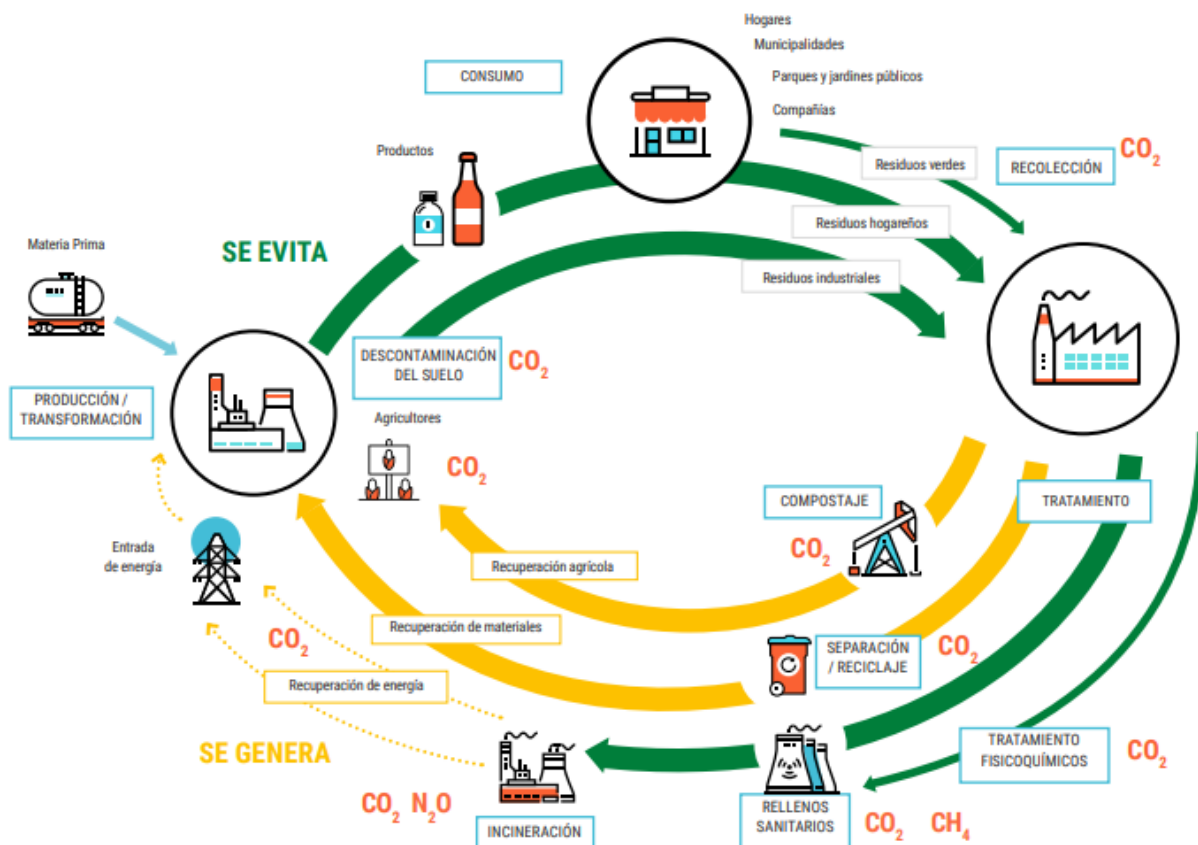 Hogares
Municipalidades
Parques y jardines públicos
Compañías
CONSUMO
Productos
Residuos verdes
RECOLECCIÓN
CO₂
Residuos hogareños
Residuos industriales
SE EVITA
Materia Prima
PRODUCCIÓN /
TRANSFORMACIÓN
DESCONTAMINACIÓN
DEL SUELO
CO₂
Agricultores
CO₂
COMPOSTAJE
CO₂
TRATAMIENTO
Entrada
de energía
Recuperación agrícola
Recuperación de materiales
CO₂
Recuperación de energía
SEPARACIÓN
/ RECICLAJE
CO₂
SE GENERA
TRATAMIENTO
FISICOQUÍMICOS
CO₂
CO₂ N₂O
INCINERACIÓN
RELLENOS
SANITARIOS
CO₂ CH₄